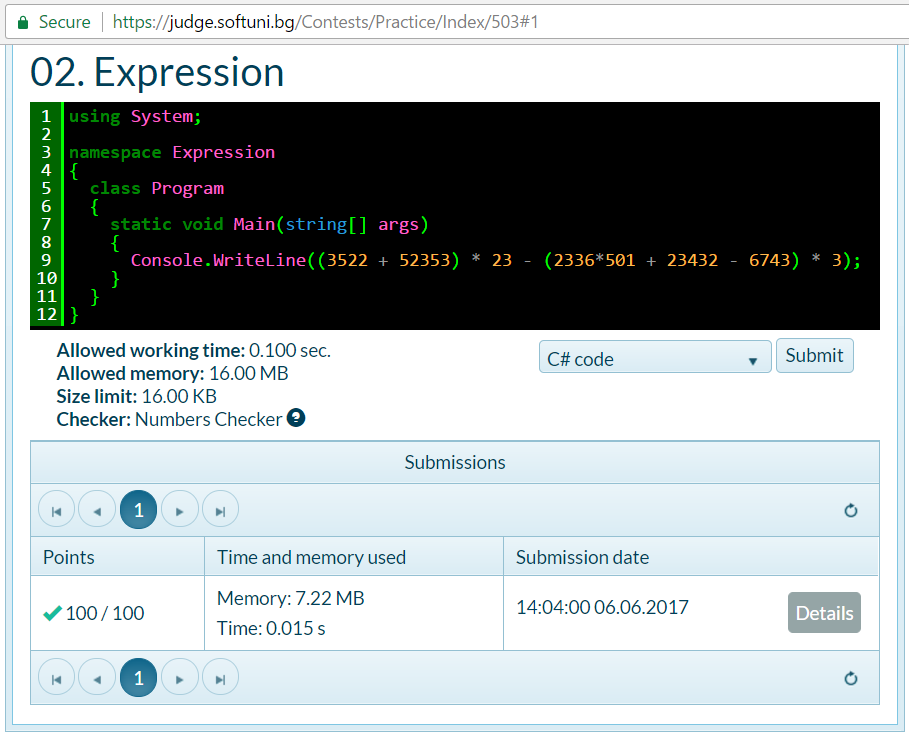 Secure https://judge.softuni.bg/Contests/Practice/Index/503#1
02. Expression
1 using System;
2
3 namespace Expression
4 {
5 class Program
6 {
7 static void Main(string[] args)
8 {
9 Console.WriteLine((3522 + 52353) * 23 - (2336*501 + 23432 - 6743) * 3);
10 }
11 }
12 }
Allowed working time: 0.100 sec.
Allowed memory: 16.00 MB
Size limit: 16.00 KB
Checker: Numbers Checker ?
C# code Submit
Submissions
1
Points Time and memory used Submission date
100 / 100 Memory: 7.22 MB 14:04:00 06.06.2017 Details
Time: 0.015 s
1